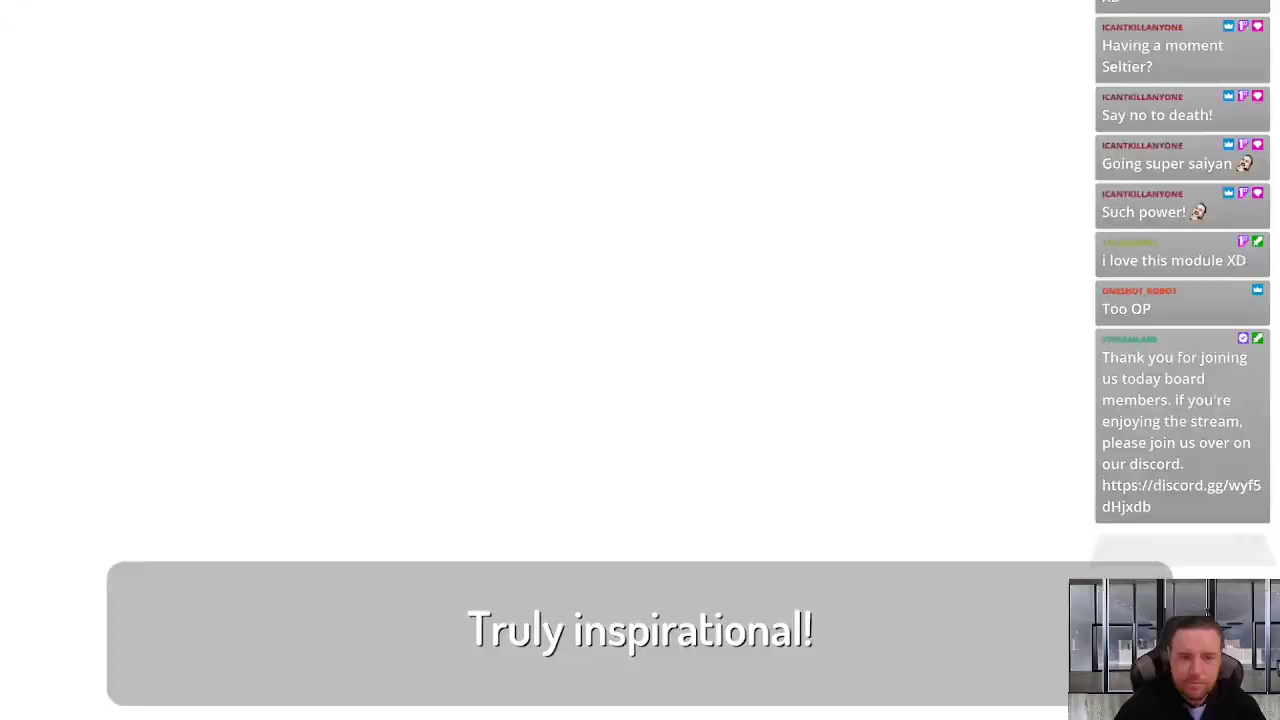 XD
ICANTKILLANYONE
Having a moment
Seltier?
ICANTKILLANYONE
Say no to death!
ICANTKILLANYONE
Going super saiyan
ICANTKILLANYONE
Such power!
i love this module XD
ONESHOT_ROBOT
Too OP
Thank you for joining
us today board
members. if you're
enjoying the stream,
please join us over on
our discord.
https://discord.gg/wyf5
dHjxdb
Truly inspirational!